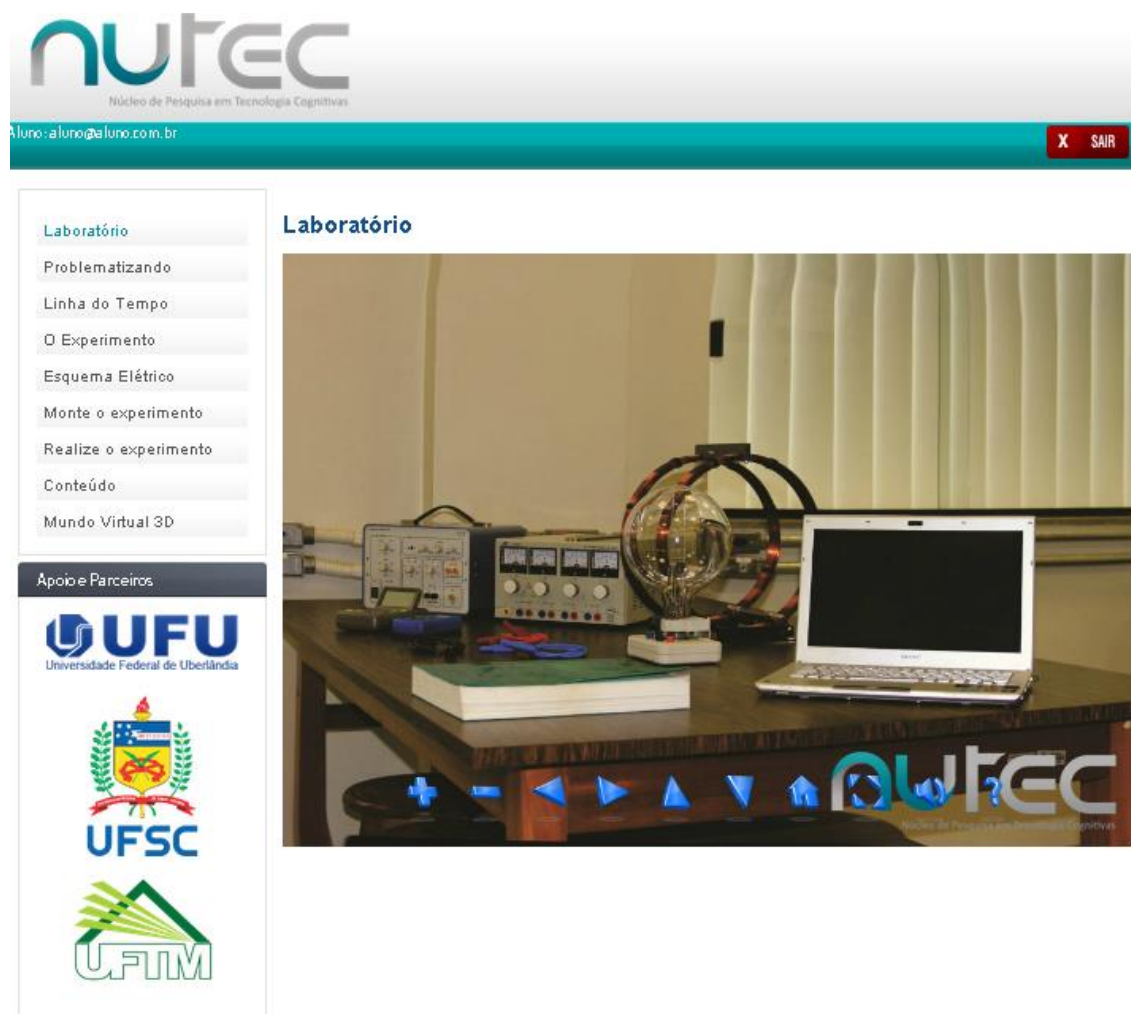 nutec
Núcleo de Pesquisa em Tecnologia Cognitivas
Aluno: aluno@aluno.com.br
X SAIR
Laboratório
Problematizando
Linha do Tempo
O Experimento
Esquema Elétrico
Monte o experimento
Realize o experimento
Conteúdo
Mundo Virtual 3D
Apoio e Parceiros
UFU
Universidade Federal de Uberlândia
UFSC
UFTM
Laboratório
nutec
Núcleo de Pesquisa em Tecnologia Cognitivas